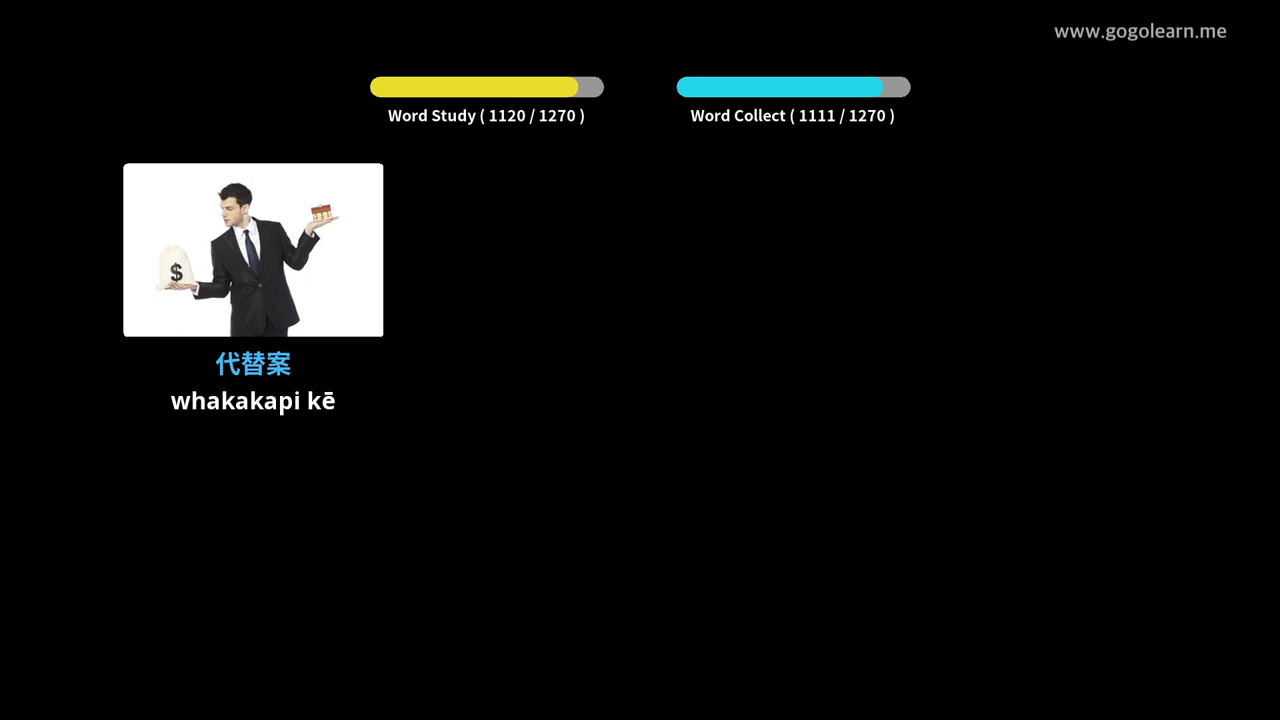 www.gogolearn.me
Word Study ( 1120 / 1270 )
Word Collect ( 1111 / 1270 )
$
代替案
whakakapi kē